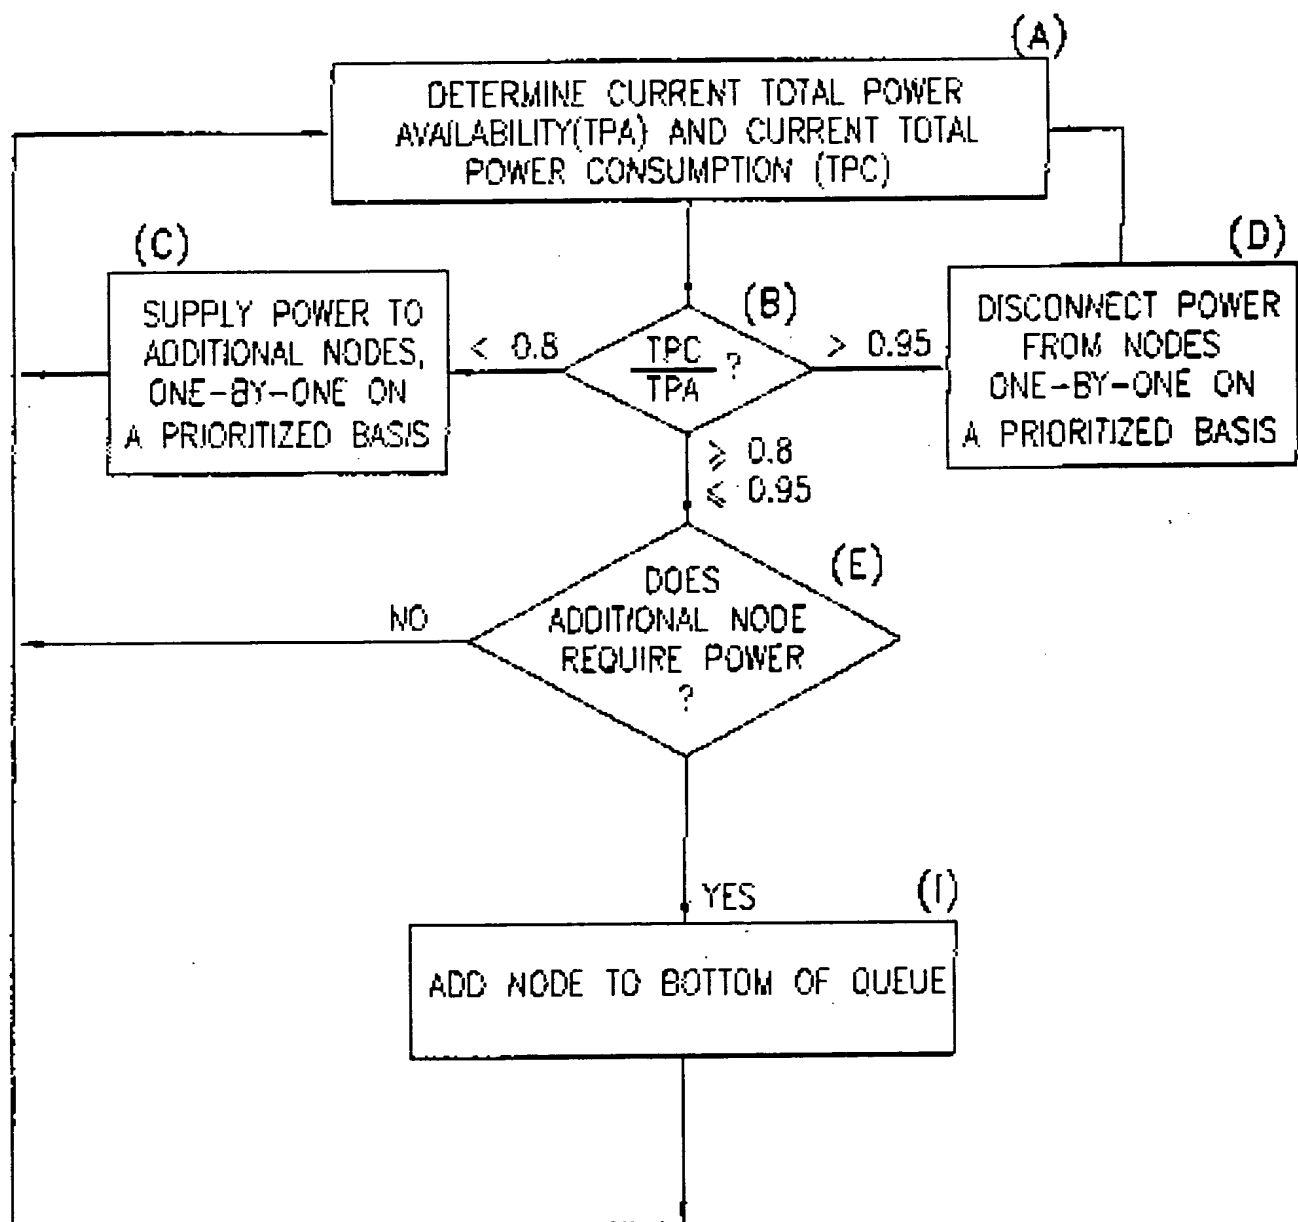 (A)
DETERMINE CURRENT TOTAL POWER
AVAILABILITY(TPA) AND CURRENT TOTAL
POWER CONSUMPTION (TPC)
(C)
SUPPLY POWER TO
ADDITIONAL NODES,
ONE-BY-ONE ON
A PRIORITIZED BASIS
< 0.8
(B)
TPC
TPA
?
> 0.95
(D)
DISCONNECT POWER
FROM NODES
ONE-BY-ONE ON
A PRIORITIZED BASIS
⩾ 0.8
⩽ 0.95
(E)
DOES
ADDITIONAL NODE
REQUIRE POWER
?
NO
YES
(I)
ADD NODE TO BOTTOM OF QUEUE